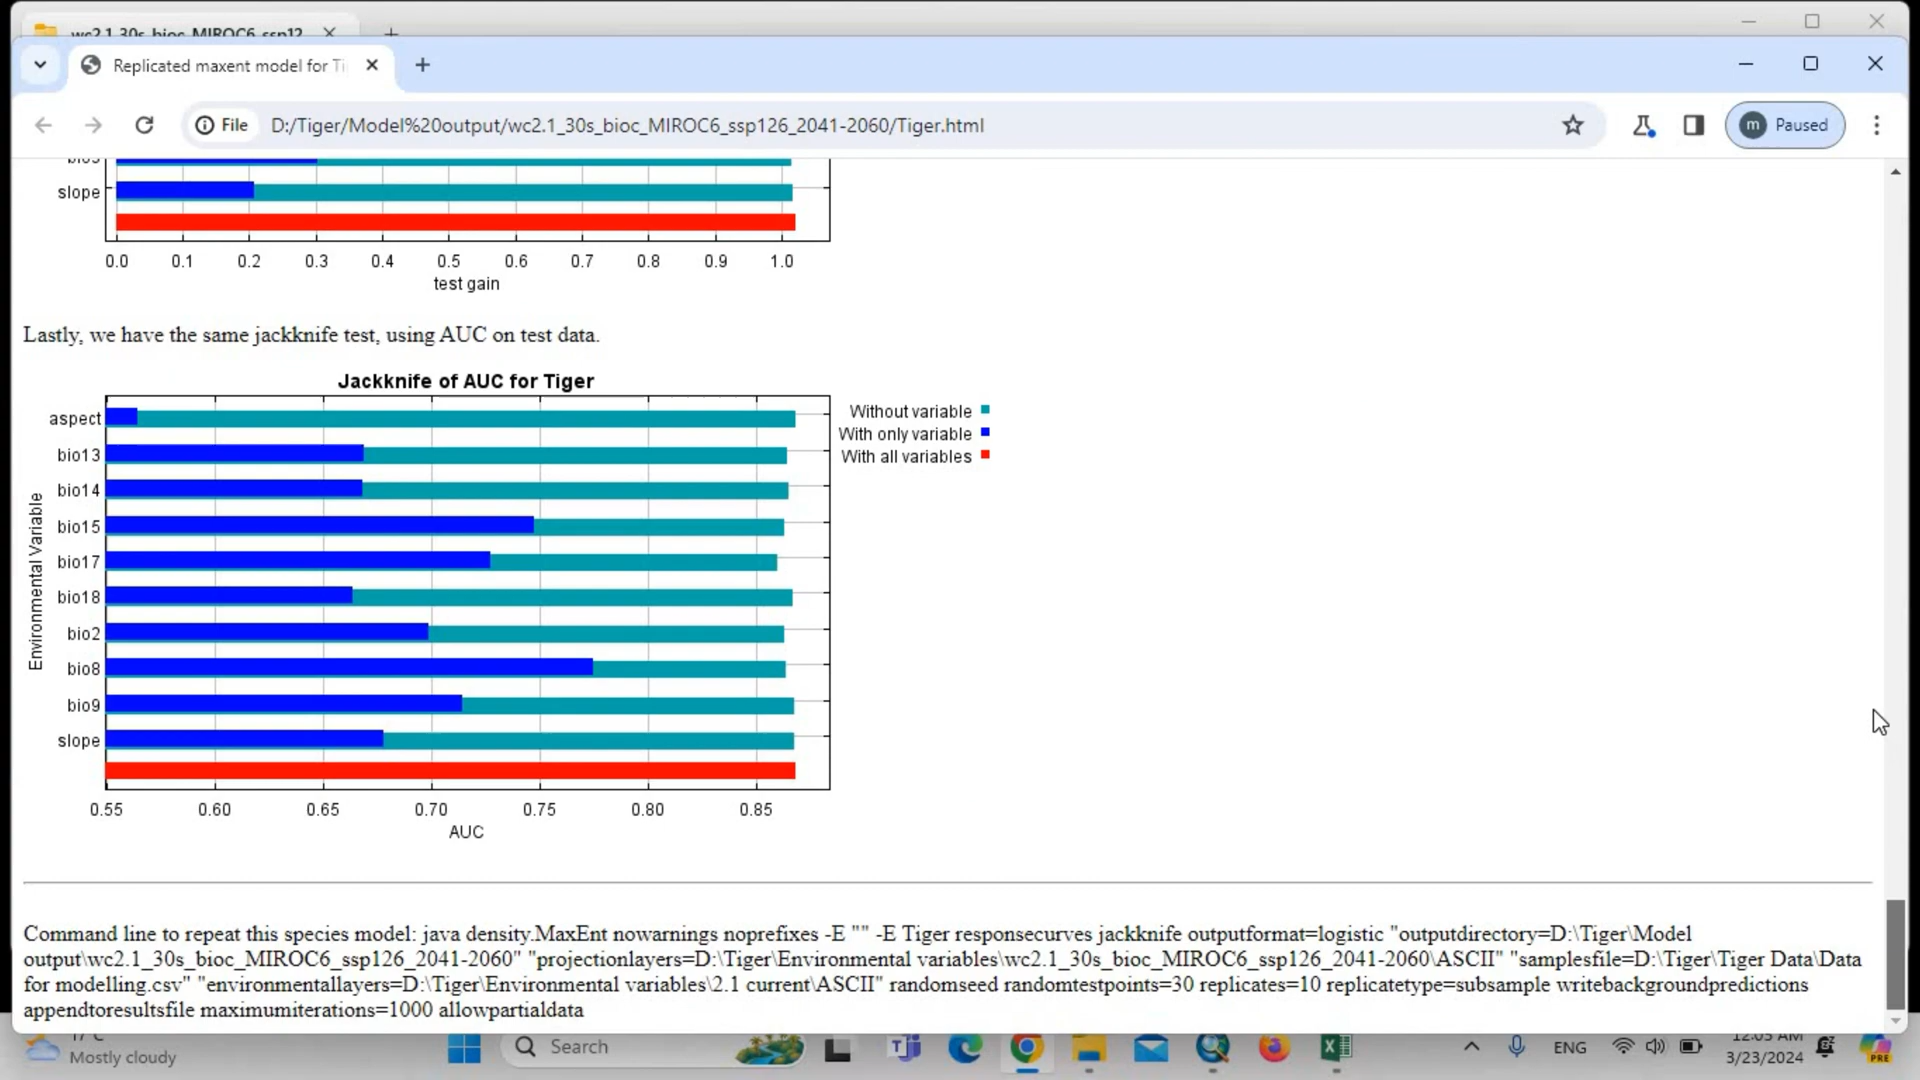 wc2.1_30s_bioc_MIROC6_ssp12
Replicated maxent model for Ti
File
D:/Tiger/Model%20output/wc2.1_30s_bioc_MIROC6_ssp126_2041-2060/Tiger.html
m Paused
slope
0.0 0.1 0.2 0.3 0.4 0.5 0.6 0.7 0.8 0.9 1.0
test gain
Lastly, we have the same jackknife test, using AUC on test data.
Jackknife of AUC for Tiger
Environmental Variable
aspect
bio13
bio14
bio15
bio17
bio18
bio2
bio8
bio9
slope
Without variable
With only variable
With all variables
0.55 0.60 0.65 0.70 0.75 0.80 0.85
AUC
Command line to repeat this species model: java density.MaxEnt nowarnings noprefixes -E "" -E Tiger responsecurves jackknife outputformat=logistic "outputdirectory=D:\Tiger\Model
output\wc2.1_30s_bioc_MIROC6_ssp126_2041-2060" "projectionlayers=D:\Tiger\Environmental variables\wc2.1_30s_bioc_MIROC6_ssp126_2041-2060\ASCII" "samplesfile=D:\Tiger\Tiger Data\Data
for modelling.csv" "environmentallayers=D:\Tiger\Environmental variables\2.1 current\ASCII" randomseed randomtestpoints=30 replicates=10 replicatetype=subsample writebackgroundpredictions
appendtoresultsfile maximumiterations=1000 allowpartialdata
17°C
Mostly cloudy
Search
ENG
12:05 AM
3/23/2024
PRE